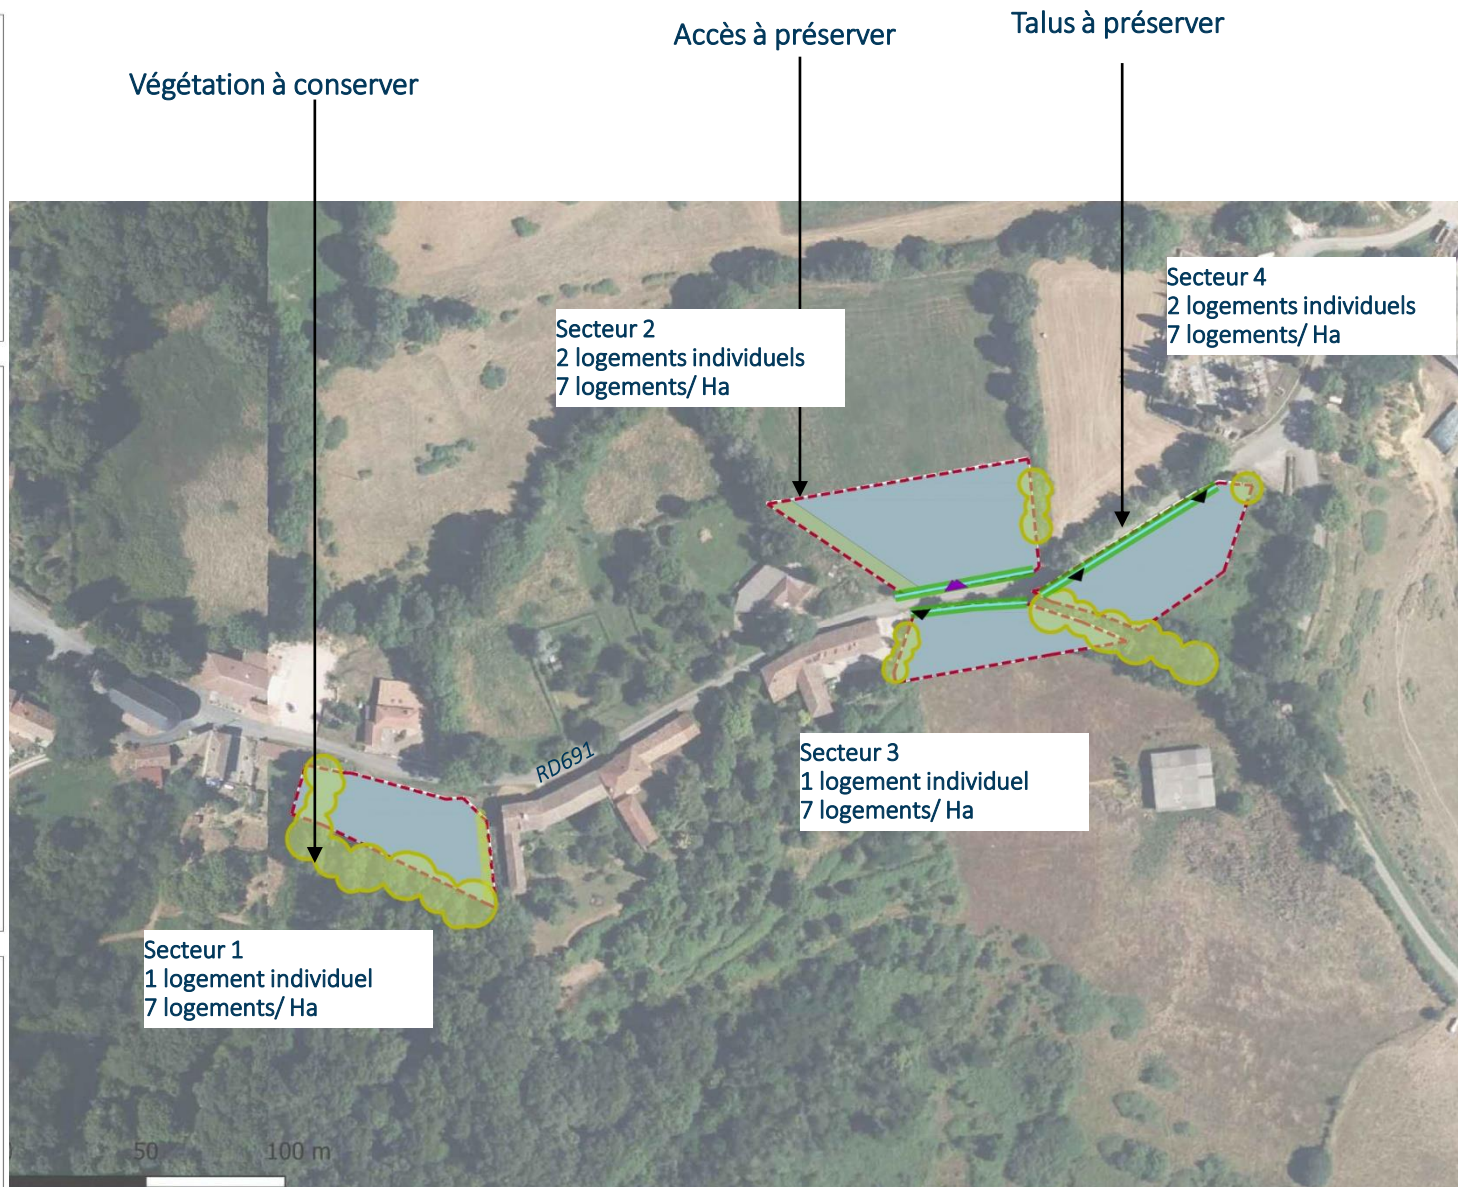 Talus à préserver
Accès à préserver
Végétation à conserver
Secteur 4
2 logements individuels
7 logements/ Ha
Secteur 2
2 logements individuels
7 logements/ Ha
RD691
Secteur 3
1 logement individuel
7 logements/ Ha
Secteur 1
1 logement individuel
7 logements/ Ha
50
100 m